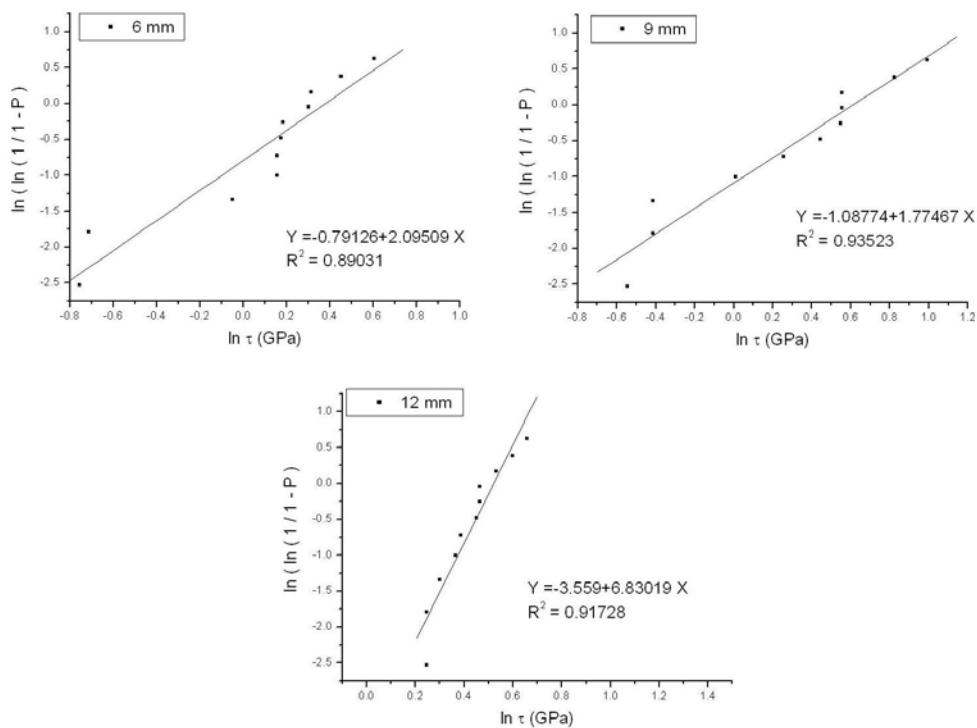 6 mm
1.0
0.5
0.0
-0.5
-1.0
-1.5
-2.0
-2.5
ln ( ln ( 1 / 1 - P )
Y =-0.79126+2.09509 X
R² = 0.89031
-0.8 -0.6 -0.4 -0.2 0.0 0.2 0.4 0.6 0.8 1.0
ln τ (GPa)
9 mm
1.0
0.5
0.0
-0.5
-1.0
-1.5
-2.0
-2.5
ln ( ln ( 1 / 1 - P )
Y =-1.08774+1.77467 X
R² = 0.93523
-0.8 -0.6 -0.4 -0.2 0.0 0.2 0.4 0.6 0.8 1.0 1.2
ln τ (GPa)
12 mm
1.0
0.5
0.0
-0.5
-1.0
-1.5
-2.0
-2.5
ln ( ln ( 1 / 1 - P )
Y =-3.559+6.83019 X
R² = 0.91728
0.0 0.2 0.4 0.6 0.8 1.0 1.2 1.4
ln τ (GPa)